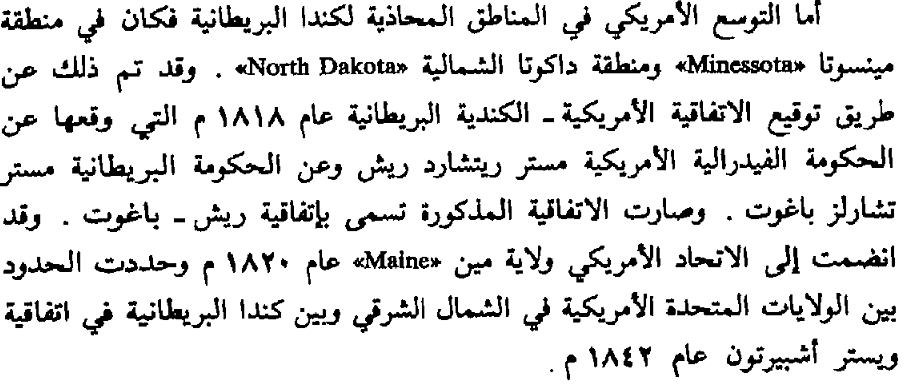 أما التوسع الأمريكي في المناطق المحاذية لكندا البريطانية فكان في منطقة
مينسوتا «Minessota» ومنطقة داكوتا الشمالية «North Dakota» . وقد تم ذلك عن
طريق توقيع الاتفاقية الأمريكية ـ الكندية البريطانية عام ١٨١٨ م التي وقعها عن
الحكومة الفيدرالية الأمريكية مستر ريتشارد ريش وعن الحكومة البريطانية مستر
تشارلز باغوت . وصارت الاتفاقية المذكورة تسمى بإتفاقية ريش ـ باغوت . وقد
انضمت إلى الاتحاد الأمريكي ولاية مين «Maine» عام ١٨٢٠ م وحددت الحدود
بين الولايات المتحدة الأمريكية في الشمال الشرقي وبين كندا البريطانية في اتفاقية
ويستر أشبيرتون عام ١٨٤٢ م .